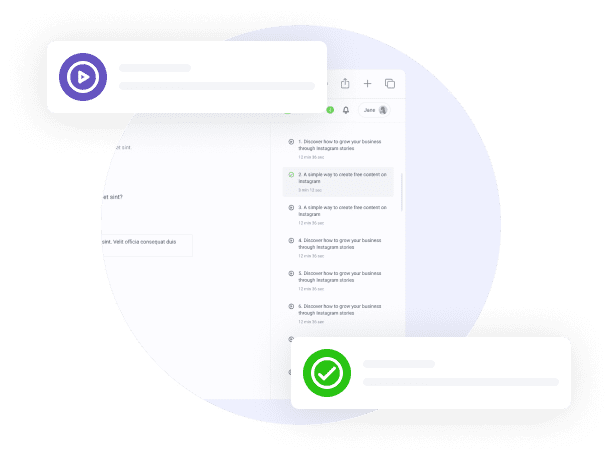 Jane
sint
1. Discover how to grow your business
through Instagram stories
12 min 36 sec
2. A simple way to create free content on
Instagram
5 min 12 sec
at sint?
3. A simple way to create free content on
Instagram
12 min 36 sec
4. Discover how to grow your business
through Instagram stories
12 min 36 sec
Velit officia consequat duis
5. Discover how to grow your business
through Instagram stories
12 min 36 sec
6. Discover how to grow your business
through Instagram stories
12 min 36 sec